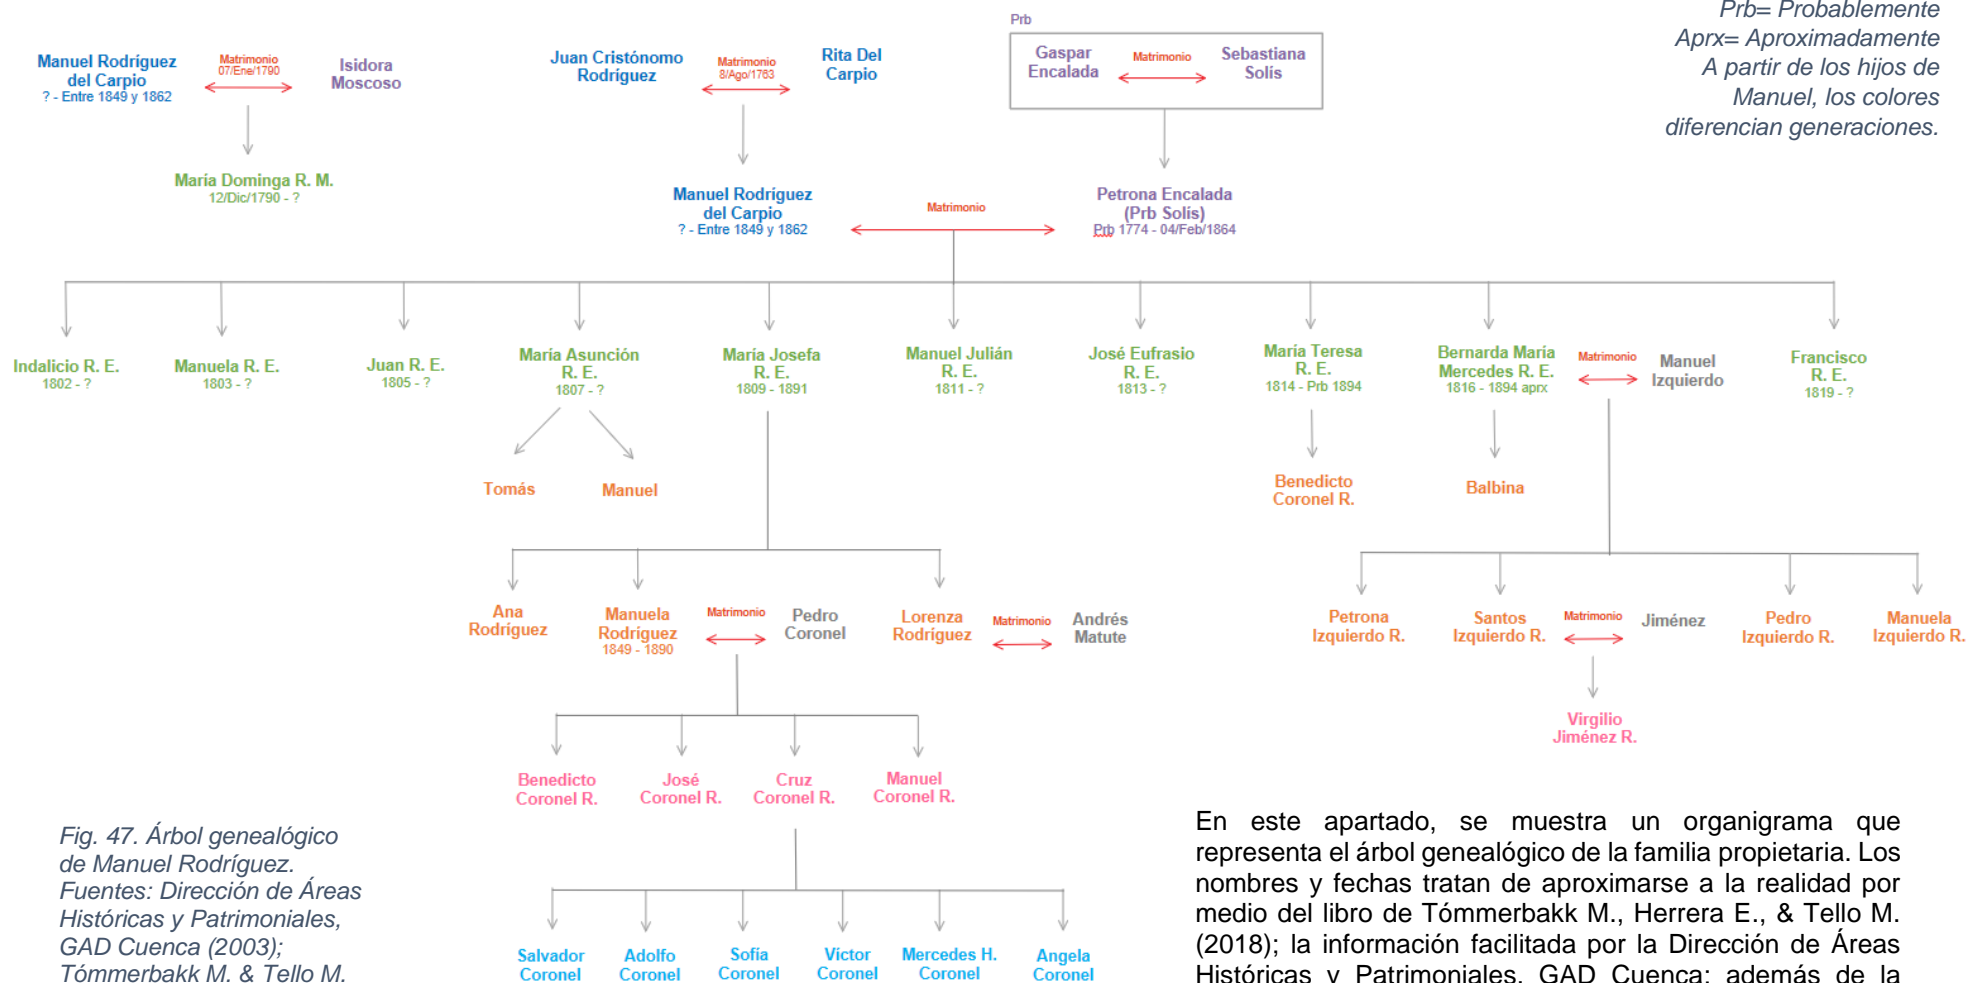 Prb= Probablemente
Aprx= Aproximadamente
A partir de los hijos de
Manuel, los colores
diferencian generaciones.
Manuel Rodríguez
del Carpio
? - Entre 1849 y 1862
Matrimonio
07/Ene/1790
Isidora
Moscoso
Juan Cristónomo
Rodríguez
Matrimonio
8/Ago/1763
Rita Del
Carpio
Prb
Gaspar
Encalada
Matrimonio
Sebastiana
Solís
María Dominga R. M.
12/Dic/1790 - ?
Manuel Rodríguez
del Carpio
? - Entre 1849 y 1862
Matrimonio
Petrona Encalada
(Prb Solís)
Prb 1774 - 04/Feb/1864
Indalicio R. E.
1802 - ?
Manuela R. E.
1803 - ?
Juan R. E.
1805 - ?
María Asunción
R. E.
1807 - ?
María Josefa
R. E.
1809 - 1891
Manuel Julián
R. E.
1811 - ?
José Eufrasio
R. E.
1813 - ?
María Teresa
R. E.
1814 - Prb 1894
Bernarda María
Mercedes R. E.
1816 - 1894 aprx
Matrimonio
Manuel
Izquierdo
Francisco
R. E.
1819 - ?
Tomás
Manuel
Benedicto
Coronel R.
Balbina
Ana
Rodríguez
Manuela
Rodríguez
1849 - 1890
Matrimonio
Pedro
Coronel
Lorenza
Rodríguez
Matrimonio
Andrés
Matute
Petrona
Izquierdo R.
Santos
Izquierdo R.
Matrimonio
Jiménez
Pedro
Izquierdo R.
Manuela
Izquierdo R.
Virgilio
Jiménez R.
Benedicto
Coronel R.
José
Coronel R.
Cruz
Coronel R.
Manuel
Coronel R.
Salvador
Coronel
Adolfo
Coronel
Sofía
Coronel
Víctor
Coronel
Mercedes H.
Coronel
Angela
Coronel
Fig. 47. Árbol genealógico
de Manuel Rodríguez.
Fuentes: Dirección de Áreas
Históricas y Patrimoniales,
GAD Cuenca (2003);
Tómmerbakk M. & Tello M.
En este apartado, se muestra un organigrama que
representa el árbol genealógico de la familia propietaria. Los
nombres y fechas tratan de aproximarse a la realidad por
medio del libro de Tómmerbakk M., Herrera E., & Tello M.
(2018); la información facilitada por la Dirección de Áreas
Históricas y Patrimoniales, GAD Cuenca; además de la